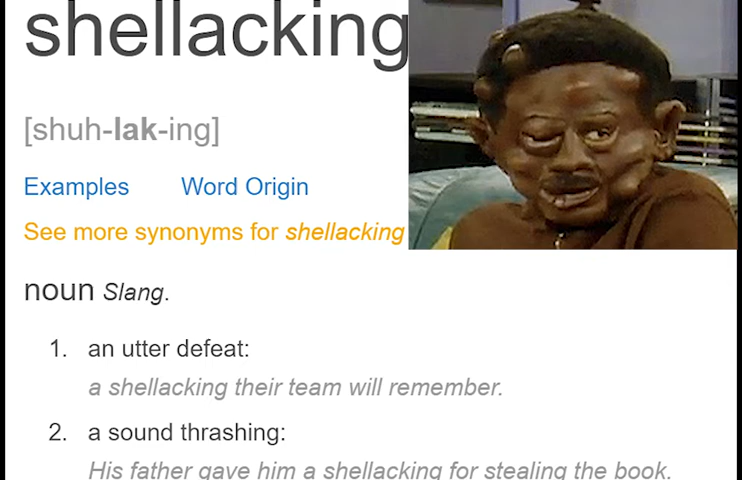 shellacking
[shuh-lak-ing]
Examples Word Origin
See more synonyms for shellacking
noun Slang.
1. an utter defeat:
a shellacking their team will remember.
2. a sound thrashing:
His father gave him a shellacking for stealing the book.